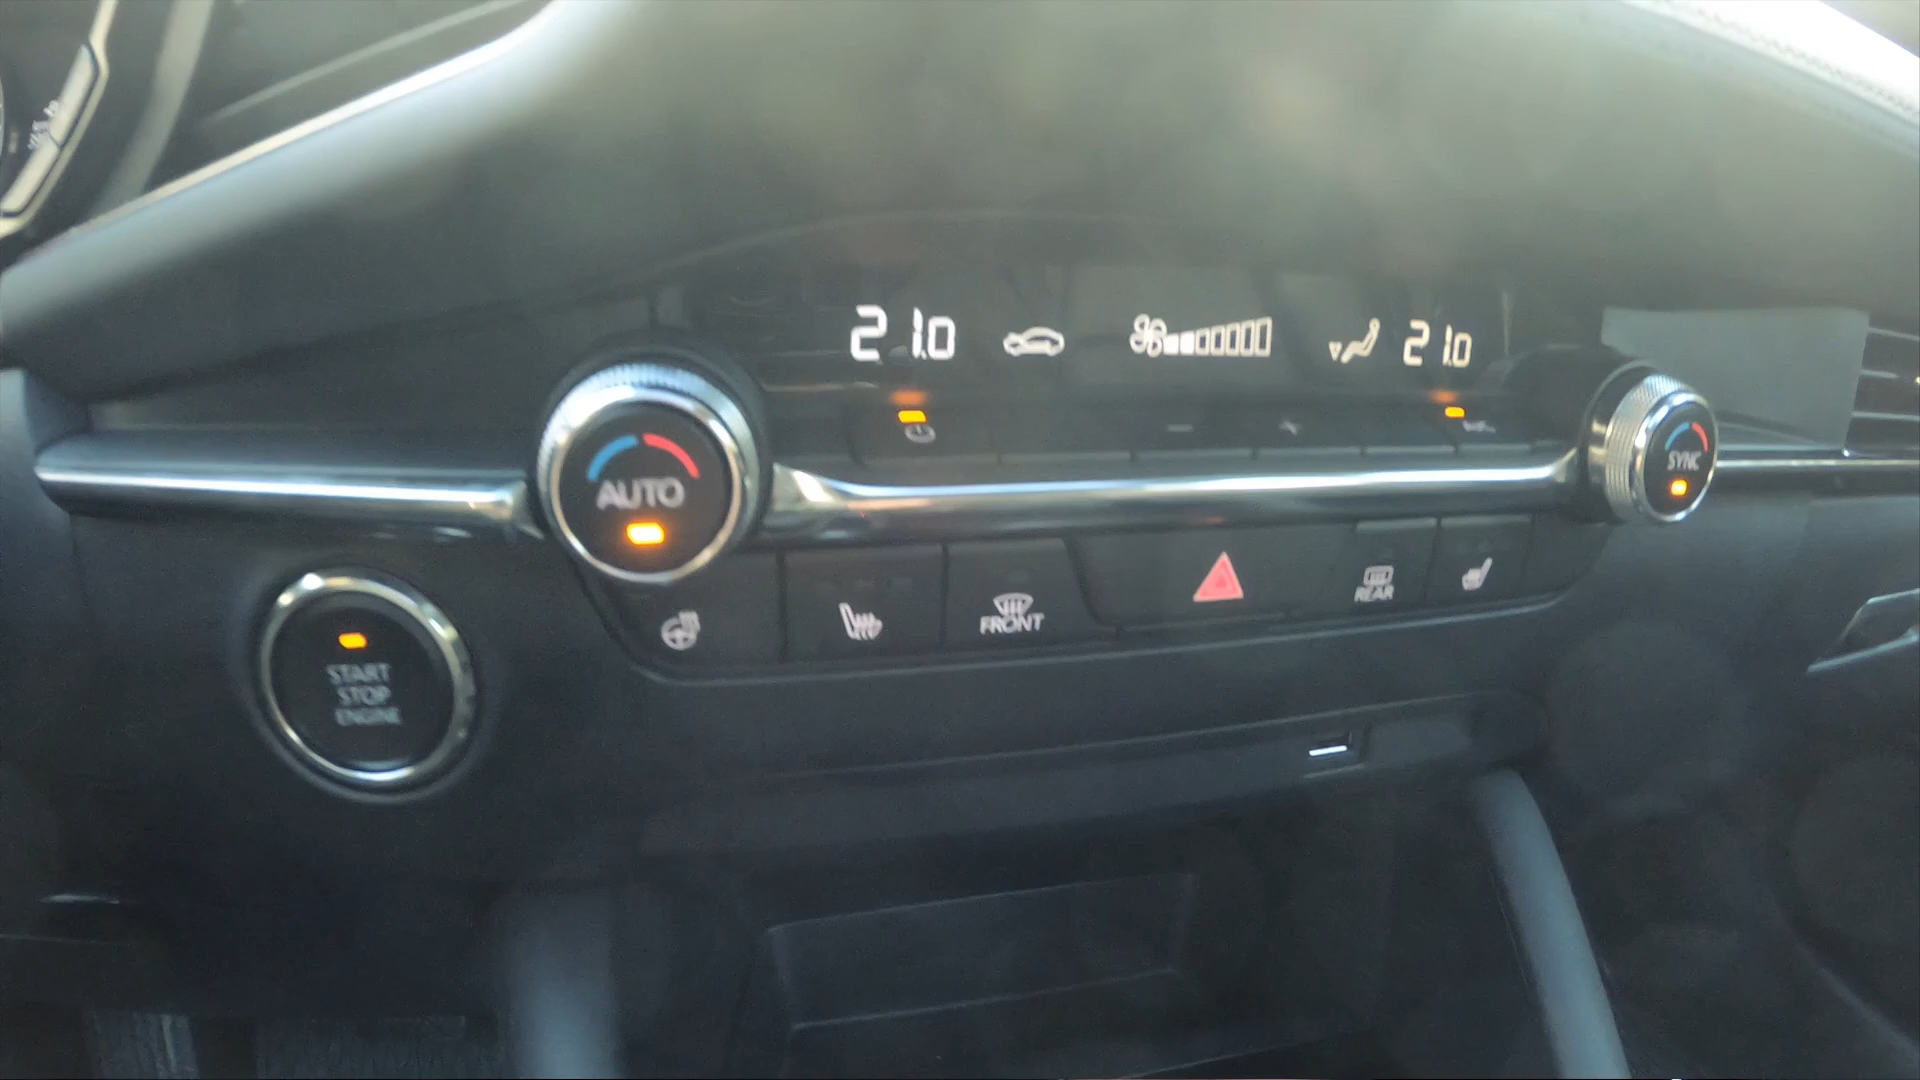 21.0
21.0
AUTO
SYNC
FRONT
REAR
START
STOP
ENGINE